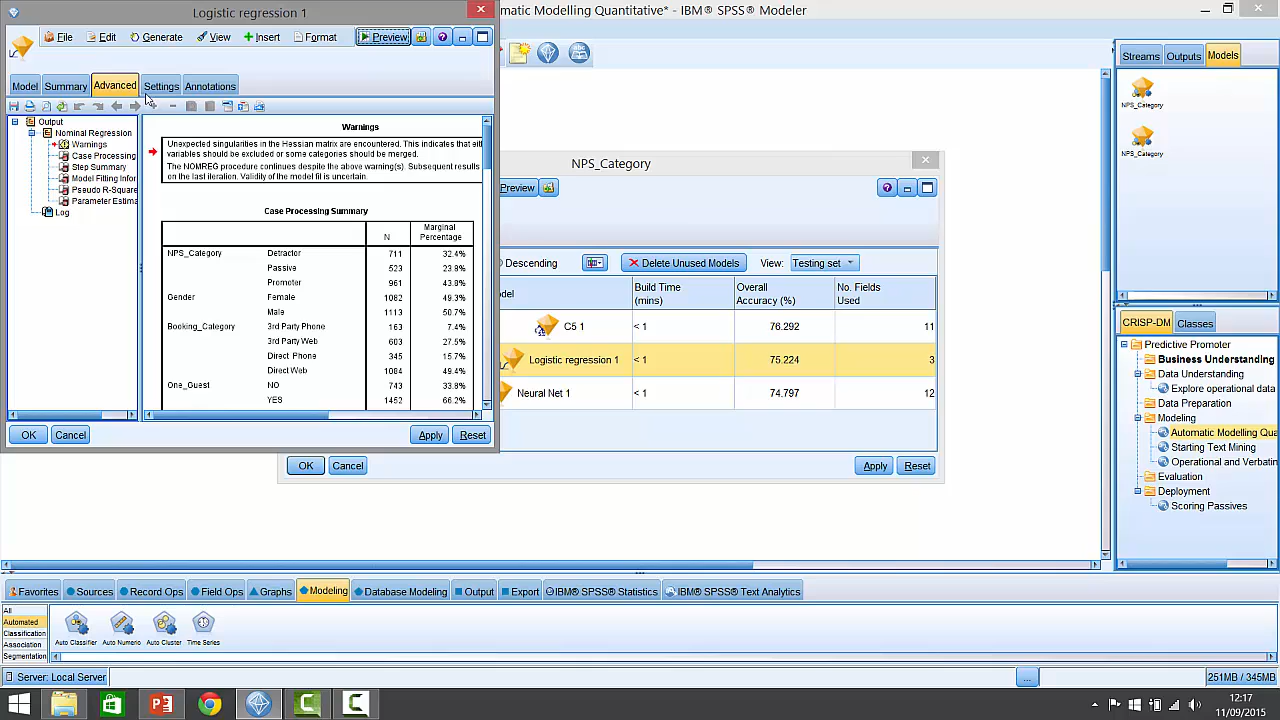 Logistic regression 1
atic Modelling Quantitative* - IBM® SPSS® Modeler
File Edit Generate View Insert Format Preview
Model Summary Advanced Settings Annotations
Output
Nominal Regression
Warnings
Case Processing
Step Summary
Model Fitting Infor
Pseudo R-Square
Parameter Estima
Log
Warnings
Unexpected singularities in the Hessian matrix are encountered. This indicates that eit
variables should be excluded or some categories should be merged.
The NOMREG procedure continues despite the above warning(s). Subsequent results
on the last iteration. Validity of the model fit is uncertain.
Case Processing Summary
N
Marginal
Percentage
NPS_Category Detractor 711 32.4%
Passive 523 23.8%
Promoter 961 43.8%
Gender Female 1082 49.3%
Male 1113 50.7%
Booking_Category 3rd Party Phone 163 7.4%
3rd Party Web 603 27.5%
Direct Phone 345 15.7%
Direct Web 1084 49.4%
One_Guest NO 743 33.8%
YES 1452 66.2%
OK Cancel Apply Reset
NPS_Category
Preview
Descending Delete Unused Models View: Testing set
del
Build Time
(mins)
Overall
Accuracy (%)
No. Fields
Used
C5 1 < 1 76.292 11
Logistic regression 1 < 1 75.224 3
Neural Net 1 < 1 74.797 12
OK Cancel Apply Reset
Streams Outputs Models
NPS_Category
NPS_Category
CRISP-DM Classes
Predictive Promoter
Business Understanding
Data Understanding
Explore operational data
Data Preparation
Modeling
Automatic Modelling Qua
Starting Text Mining
Operational and Verbatin
Evaluation
Deployment
Scoring Passives
Favorites Sources Record Ops Field Ops Graphs Modeling Database Modeling Output Export IBM® SPSS® Statistics IBM® SPSS® Text Analytics
All
Automated
Classification
Association
Segmentation
Auto Classifier Auto Numeric Auto Cluster Time Series
Server: Local Server ... 251MB / 345MB
12:17
11/09/2015